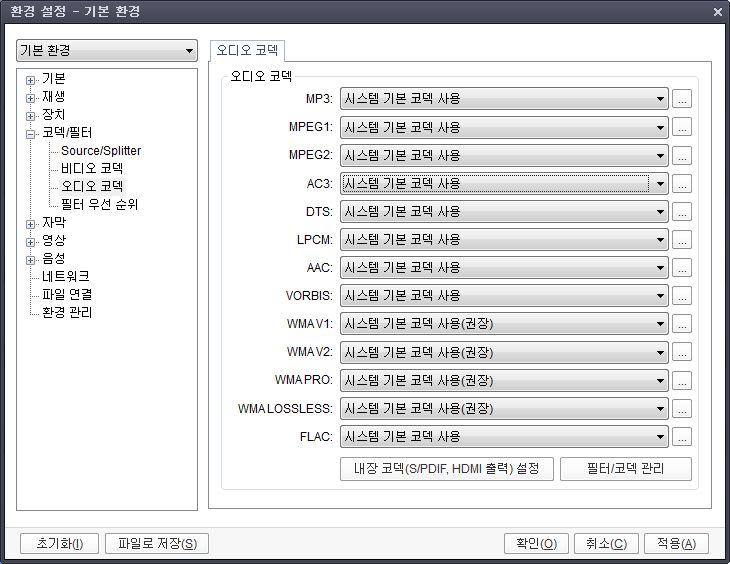 환경 설정 - 기본 환경
기본 환경
기본
재생
장치
코덱/필터
Source/Splitter
비디오 코덱
오디오 코덱
필터 우선 순위
자막
영상
음성
네트워크
파일 연결
환경 관리
오디오 코덱
오디오 코덱
MP3: 시스템 기본 코덱 사용 ...
MPEG1: 시스템 기본 코덱 사용 ...
MPEG2: 시스템 기본 코덱 사용 ...
AC3: 시스템 기본 코덱 사용 ...
DTS: 시스템 기본 코덱 사용 ...
LPCM: 시스템 기본 코덱 사용 ...
AAC: 시스템 기본 코덱 사용 ...
VORBIS: 시스템 기본 코덱 사용 ...
WMAV1: 시스템 기본 코덱 사용(권장) ...
WMAV2: 시스템 기본 코덱 사용(권장) ...
WMAPRO: 시스템 기본 코덱 사용(권장) ...
WMALOSSLESS: 시스템 기본 코덱 사용(권장) ...
FLAC: 시스템 기본 코덱 사용 ...
내장 코덱(S/PDIF, HDMI 출력) 설정 필터/코덱 관리
초기화(I) 파일로 저장(S) 확인(O) 취소(C) 적용(A)